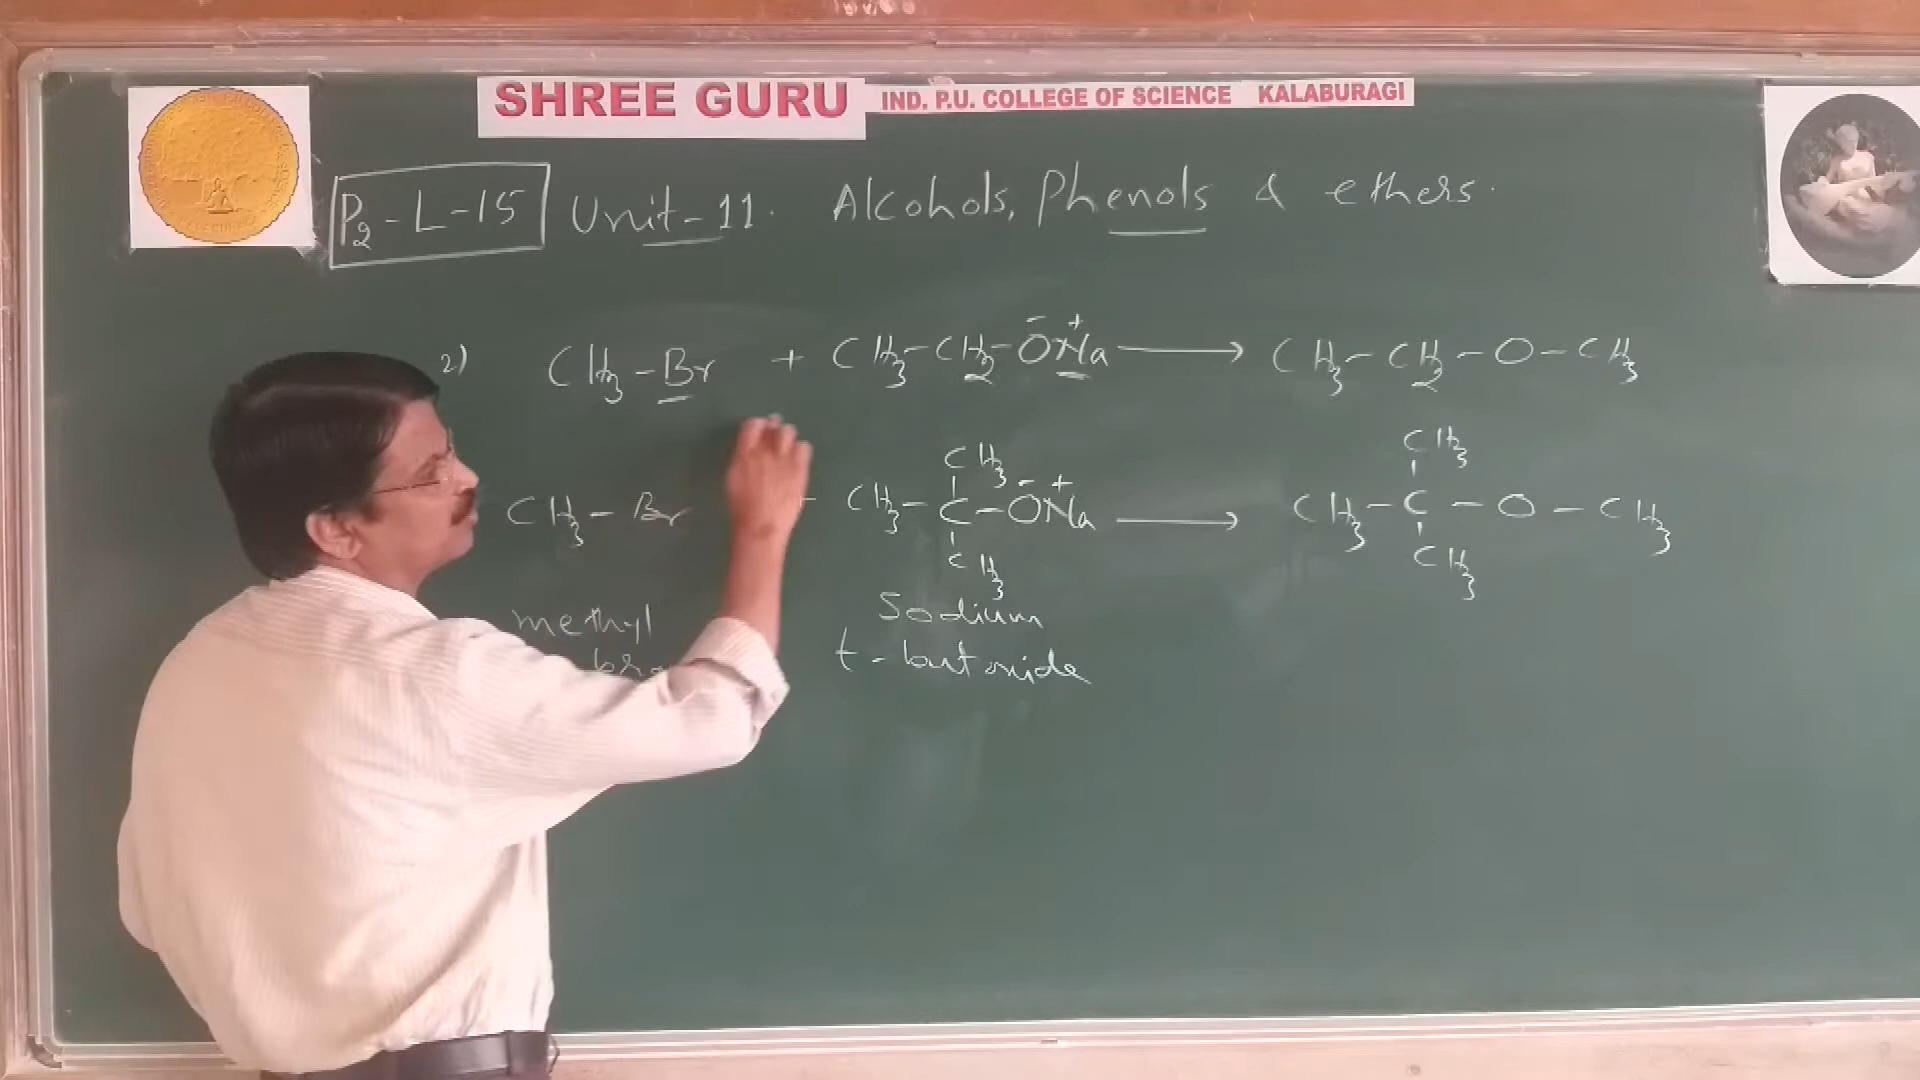 SHREE GURU IND. P.U. COLLEGE OF SCIENCE KALABURAGI
P₂-L-15 Unit-11. Alcohols, Phenols & ethers.
2) CH₃-Br + CH₃-CH₂-O⁻Na⁺ ⟶ CH₃-CH₂-O-CH₃
CH₃ CH₃
CH₃-Br + CH₃-C-O⁻Na⁺ ⟶ CH₃-C-O-CH₃
CH₃ CH₃
methyl Sodium
t-butoxide